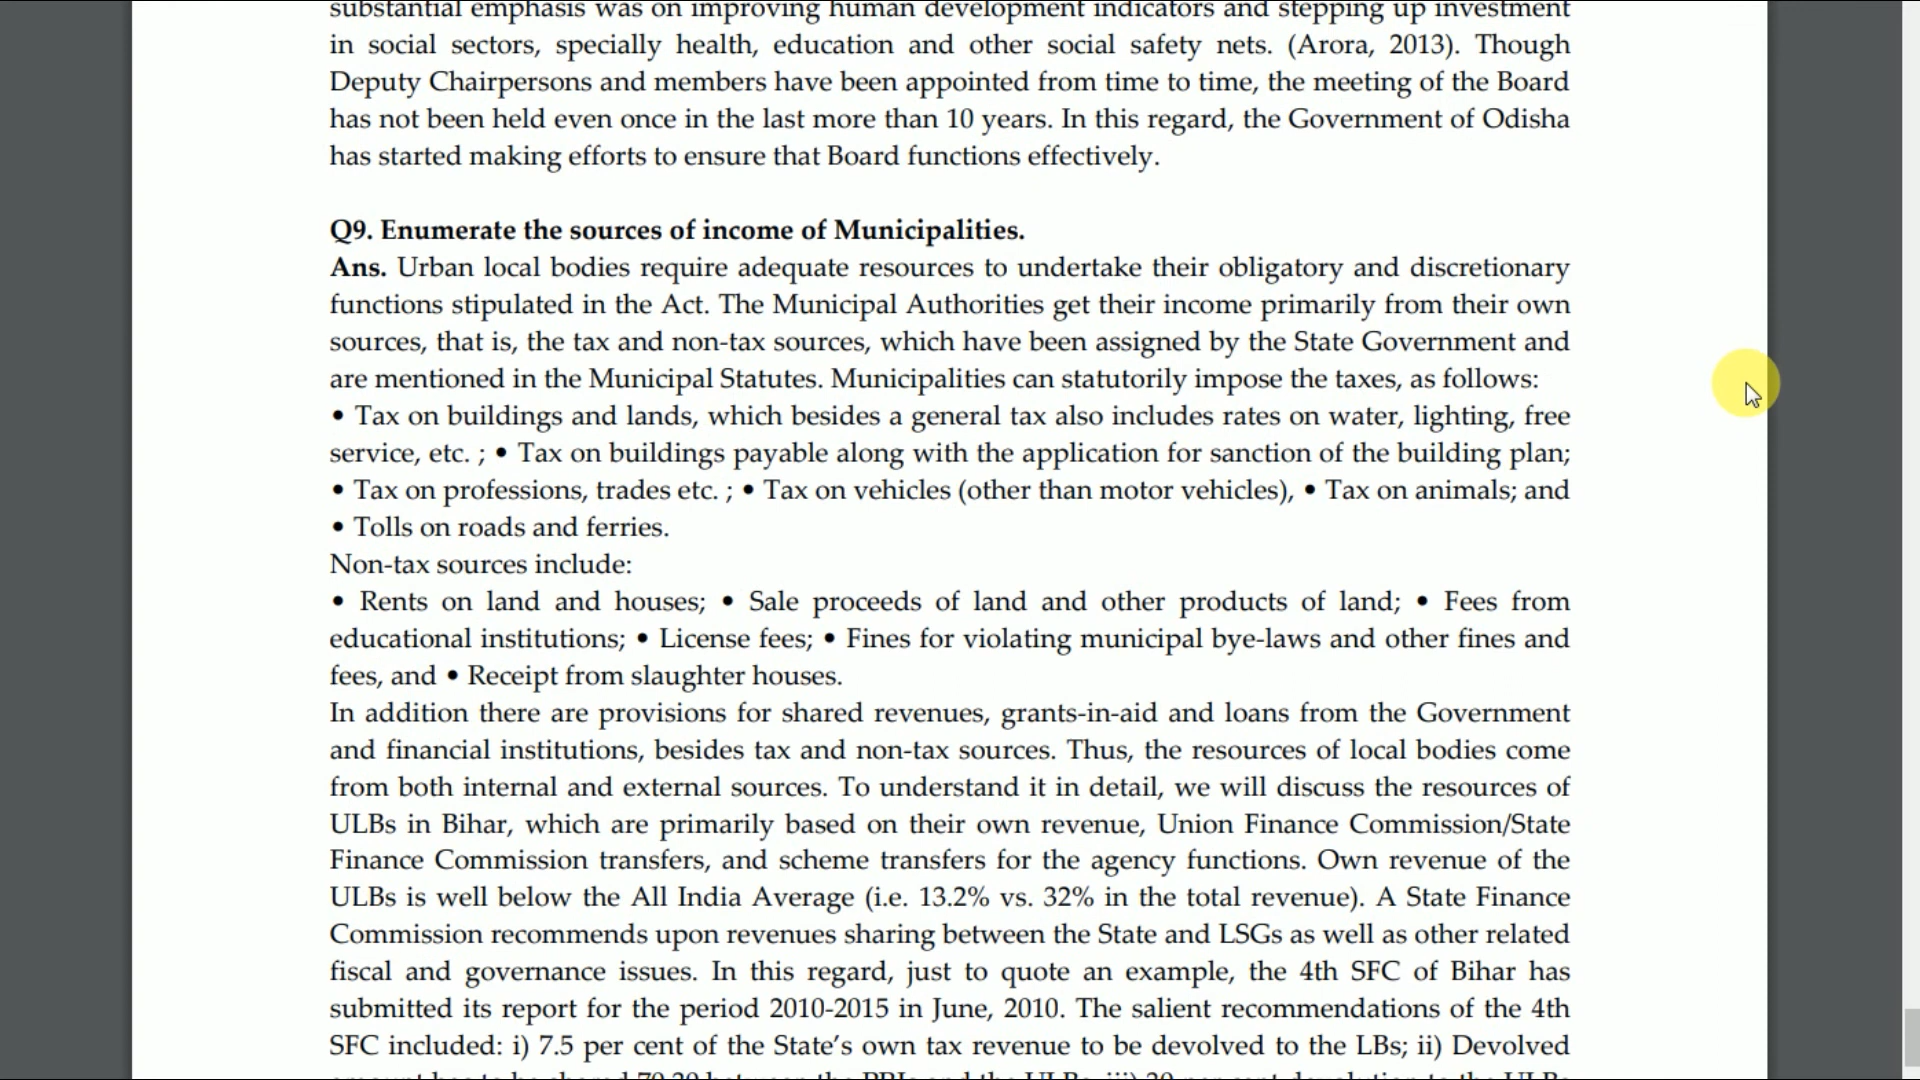 substantial emphasis was on improving human development indicators and stepping up investment
in social sectors, specially health, education and other social safety nets. (Arora, 2013). Though
Deputy Chairpersons and members have been appointed from time to time, the meeting of the Board
has not been held even once in the last more than 10 years. In this regard, the Government of Odisha
has started making efforts to ensure that Board functions effectively.
Q9. Enumerate the sources of income of Municipalities.
Ans. Urban local bodies require adequate resources to undertake their obligatory and discretionary
functions stipulated in the Act. The Municipal Authorities get their income primarily from their own
sources, that is, the tax and non-tax sources, which have been assigned by the State Government and
are mentioned in the Municipal Statutes. Municipalities can statutorily impose the taxes, as follows:
• Tax on buildings and lands, which besides a general tax also includes rates on water, lighting, free
service, etc. ; • Tax on buildings payable along with the application for sanction of the building plan;
• Tax on professions, trades etc. ; • Tax on vehicles (other than motor vehicles), • Tax on animals; and
• Tolls on roads and ferries.
Non-tax sources include:
• Rents on land and houses; • Sale proceeds of land and other products of land; • Fees from
educational institutions; • License fees; • Fines for violating municipal bye-laws and other fines and
fees, and • Receipt from slaughter houses.
In addition there are provisions for shared revenues, grants-in-aid and loans from the Government
and financial institutions, besides tax and non-tax sources. Thus, the resources of local bodies come
from both internal and external sources. To understand it in detail, we will discuss the resources of
ULBs in Bihar, which are primarily based on their own revenue, Union Finance Commission/State
Finance Commission transfers, and scheme transfers for the agency functions. Own revenue of the
ULBs is well below the All India Average (i.e. 13.2% vs. 32% in the total revenue). A State Finance
Commission recommends upon revenues sharing between the State and LSGs as well as other related
fiscal and governance issues. In this regard, just to quote an example, the 4th SFC of Bihar has
submitted its report for the period 2010-2015 in June, 2010. The salient recommendations of the 4th
SFC included: i) 7.5 per cent of the State's own tax revenue to be devolved to the LBs; ii) Devolved